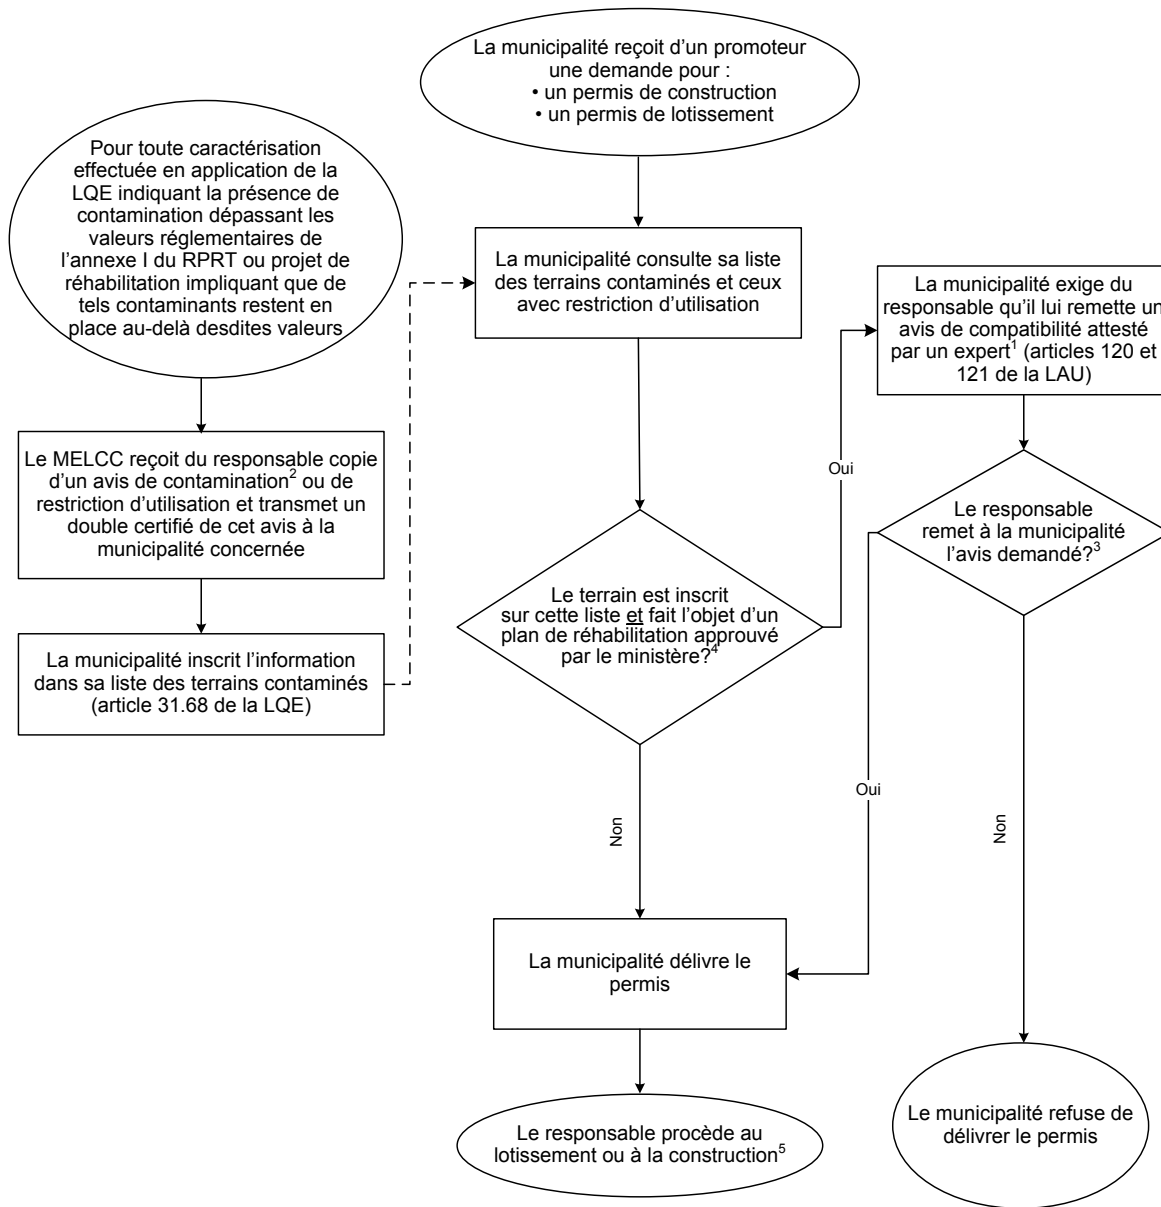 La municipalité reçoit d’un promoteur
une demande pour :
• un permis de construction
• un permis de lotissement
Pour toute caractérisation
effectuée en application de la
LQE indiquant la présence de
contamination dépassant les
valeurs réglementaires de
l’annexe I du RPRT ou projet de
réhabilitation impliquant que de
tels contaminants restent en
place au-delà desdites valeurs
La municipalité consulte sa liste
des terrains contaminés et ceux
avec restriction d’utilisation
La municipalité exige du
responsable qu’il lui remette un
avis de compatibilité attesté
par un expert¹ (articles 120 et
121 de la LAU)
Le MELCC reçoit du responsable copie
d’un avis de contamination² ou de
restriction d’utilisation et transmet un
double certifié de cet avis à la
municipalité concernée
Oui
Le responsable
remet à la municipalité
l’avis demandé?³
Le terrain est inscrit
sur cette liste et fait l’objet d’un
plan de réhabilitation approuvé
par le ministère?⁴
La municipalité inscrit l’information
dans sa liste des terrains contaminés
(article 31.68 de la LQE)
Oui
Non
Non
La municipalité délivre le
permis
Le responsable procède au
lotissement ou à la construction⁵
Le municipalité refuse de
délivrer le permis